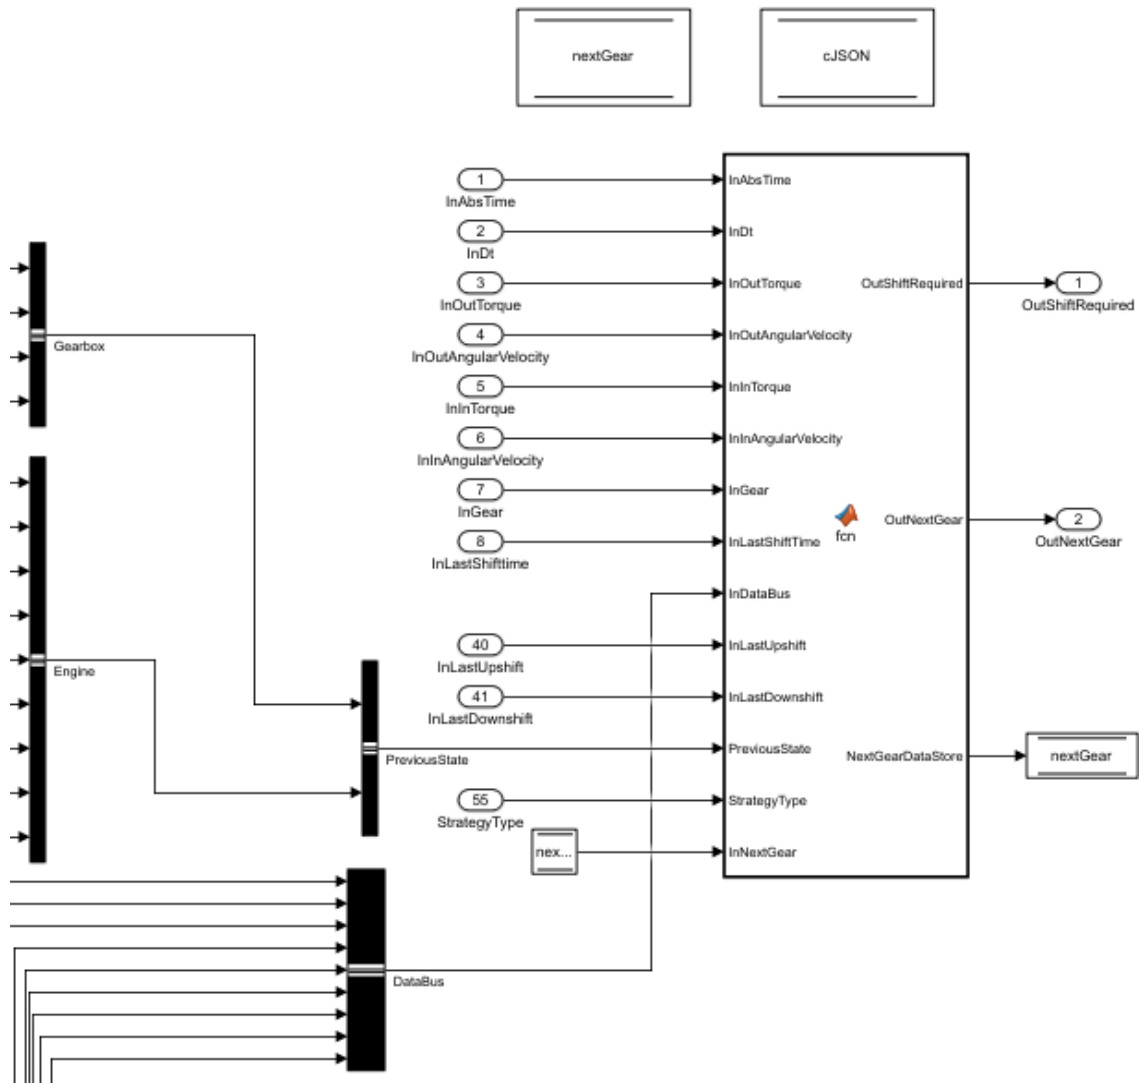 nextGear
cJSON
1
InAbsTime
InAbsTime
2
InDt
InDt
3
InOutTorque
InOutTorque
OutShiftRequired
1
OutShiftRequired
4
InOutAngularVelocity
InOutAngularVelocity
Gearbox
5
InInTorque
InInTorque
6
InInAngularVelocity
InInAngularVelocity
7
InGear
InGear
fcn
OutNextGear
2
OutNextGear
8
InLastShifttime
InLastShiftTime
InDataBus
40
InLastUpshift
InLastUpshift
Engine
41
InLastDownshift
InLastDownshift
PreviousState
PreviousState
NextGearDataStore
nextGear
55
StrategyType
StrategyType
nex...
InNextGear
DataBus